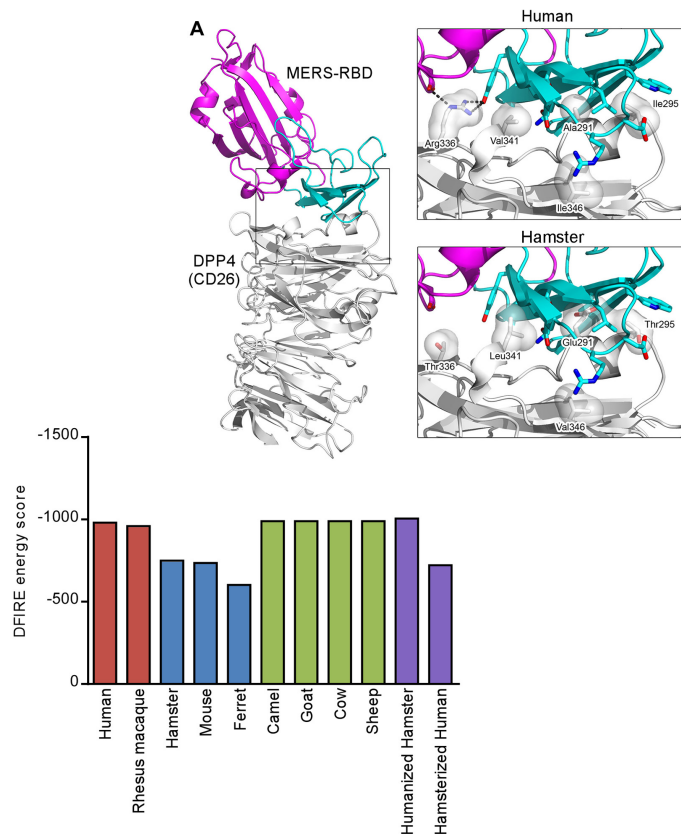 A
MERS-RBD
DPP4
(CD26)
Human
Arg336
Val341
Ala291
Ile295
Ile346
Hamster
Thr336
Leu341
Glu291
Thr295
Val346
DFIRE energy score
-1500
-1000
-500
0
Human
Rhesus macaque
Hamster
Mouse
Ferret
Camel
Goat
Cow
Sheep
Humanized Hamster
Hamsterized Human